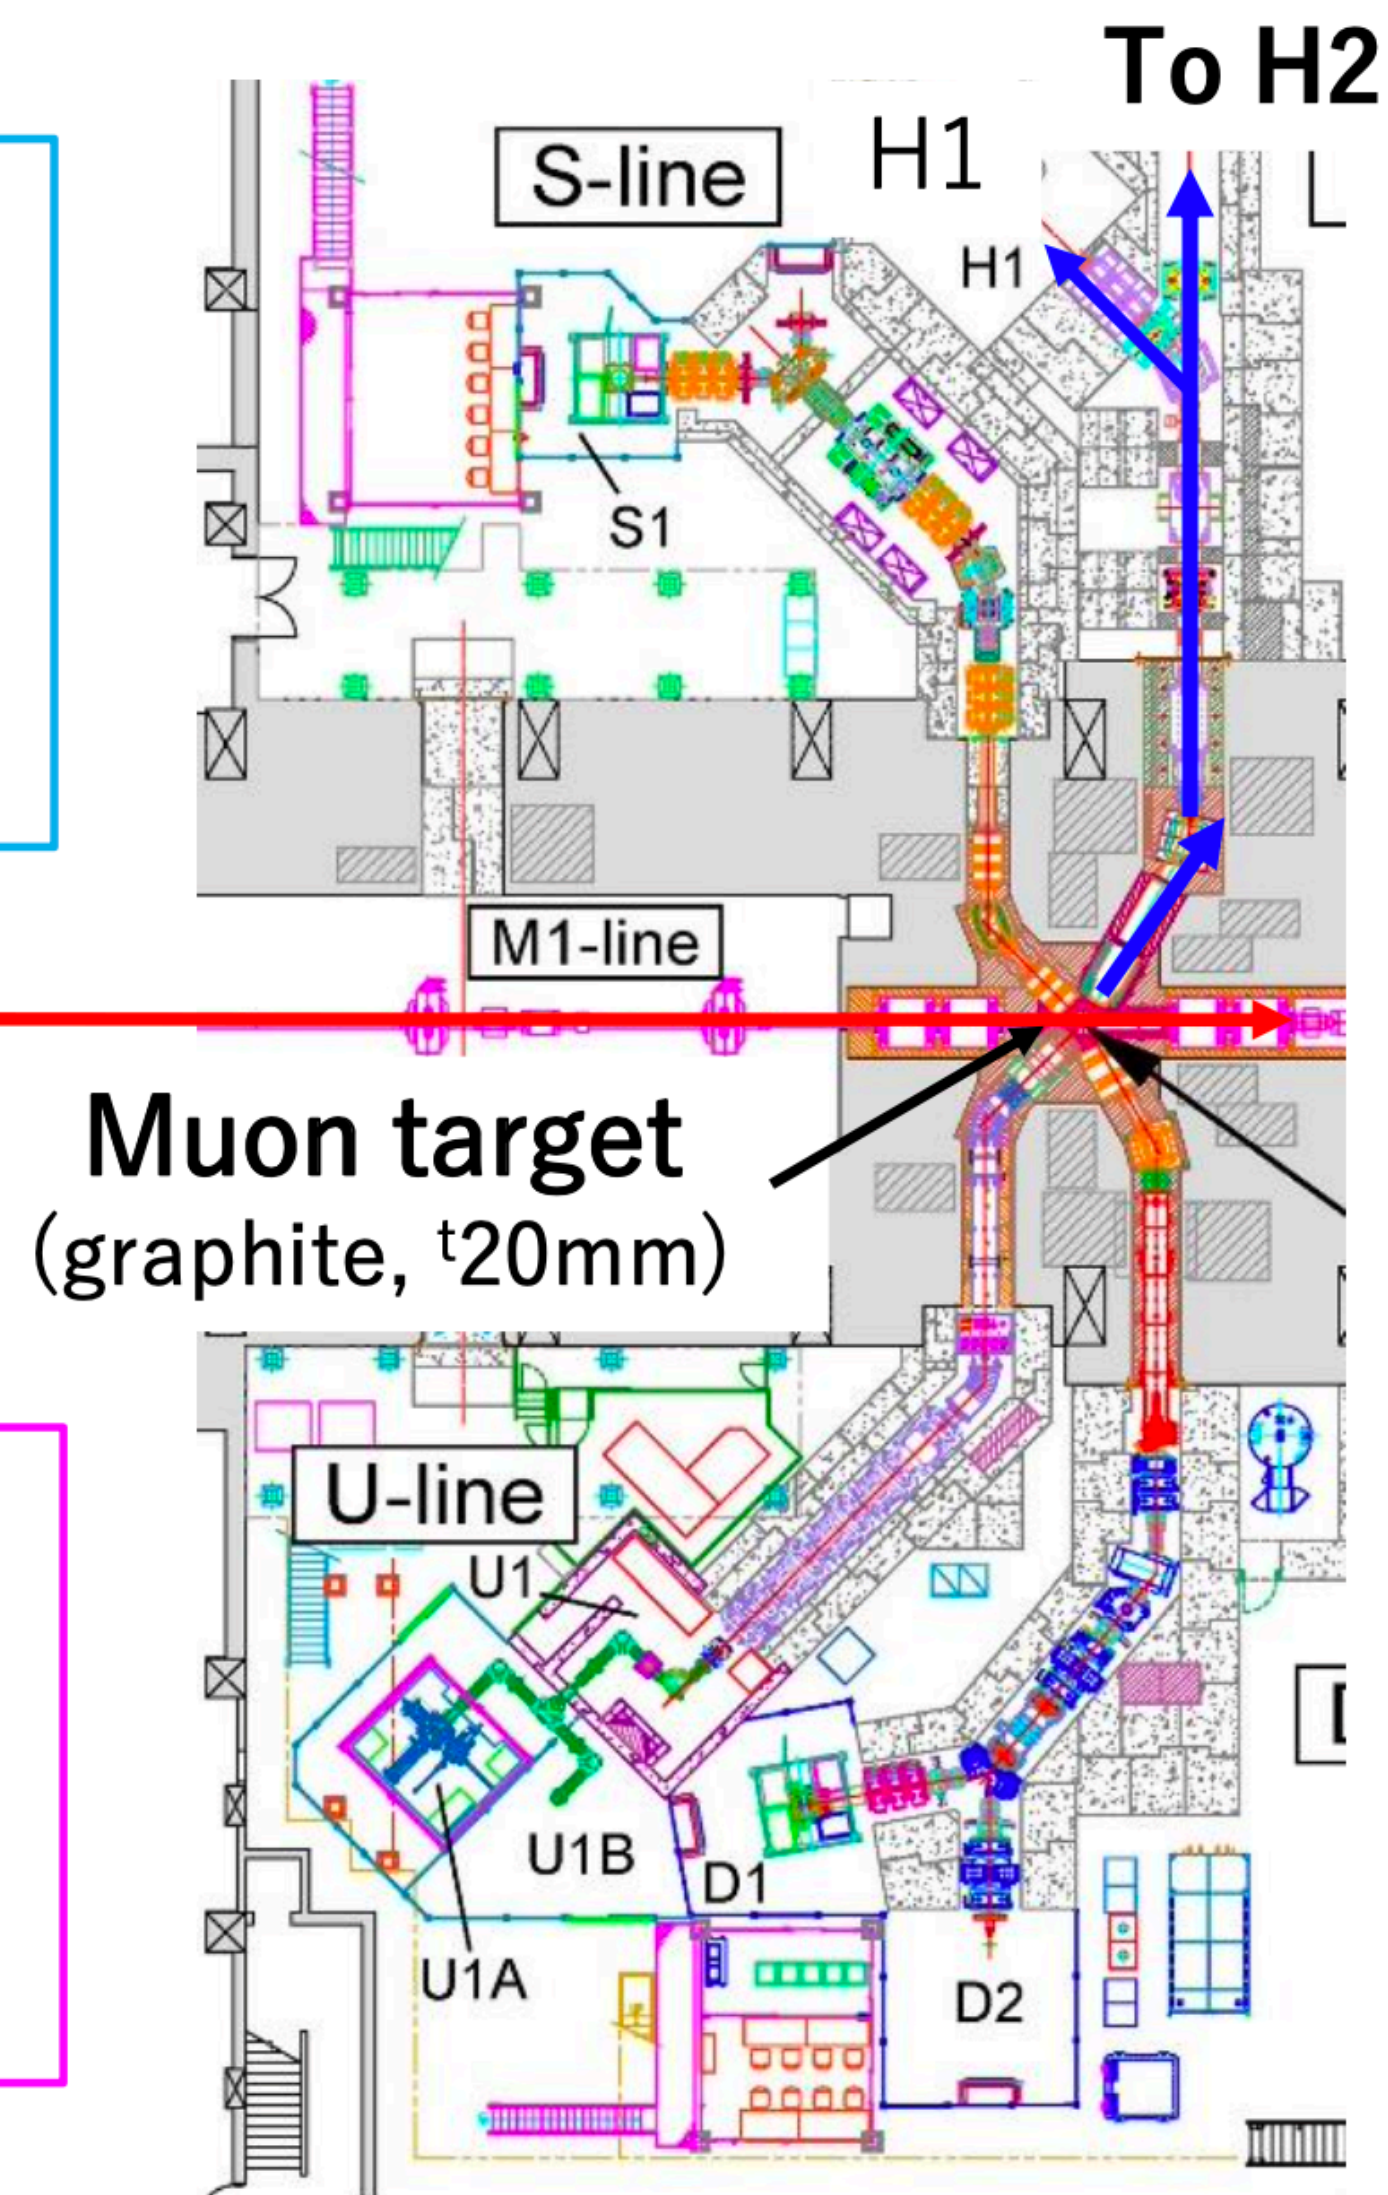 To H2
H1
S-line
H1
S1
M1-line
Muon target
(graphite, ᵗ20mm)
U-line
U1
U1B
D1
U1A
D2